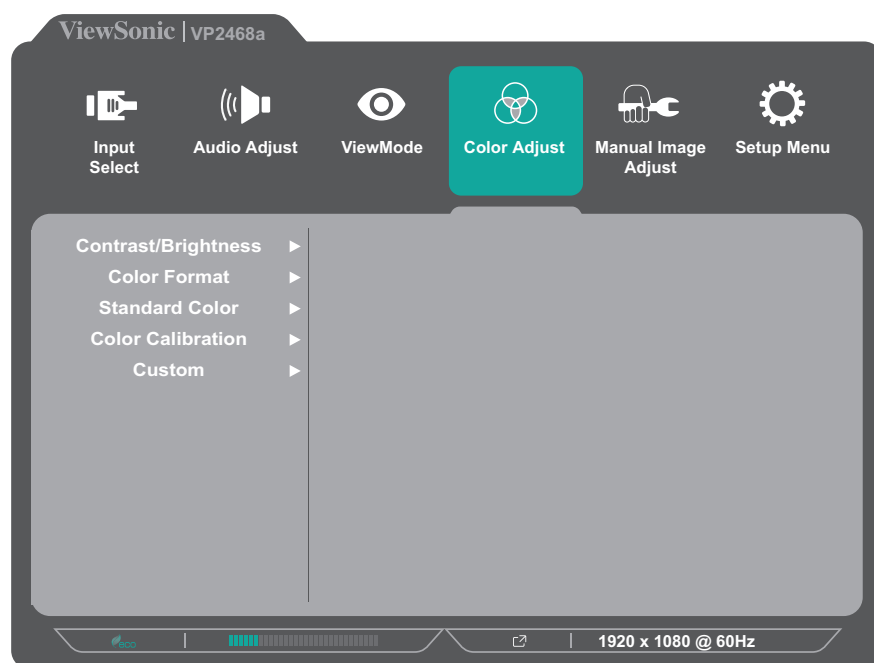 ViewSonic | VP2468a
Input Select
Audio Adjust
ViewMode
Color Adjust
Manual Image Adjust
Setup Menu
Contrast/Brightness
Color Format
Standard Color
Color Calibration
Custom
eco
1920 x 1080 @ 60Hz